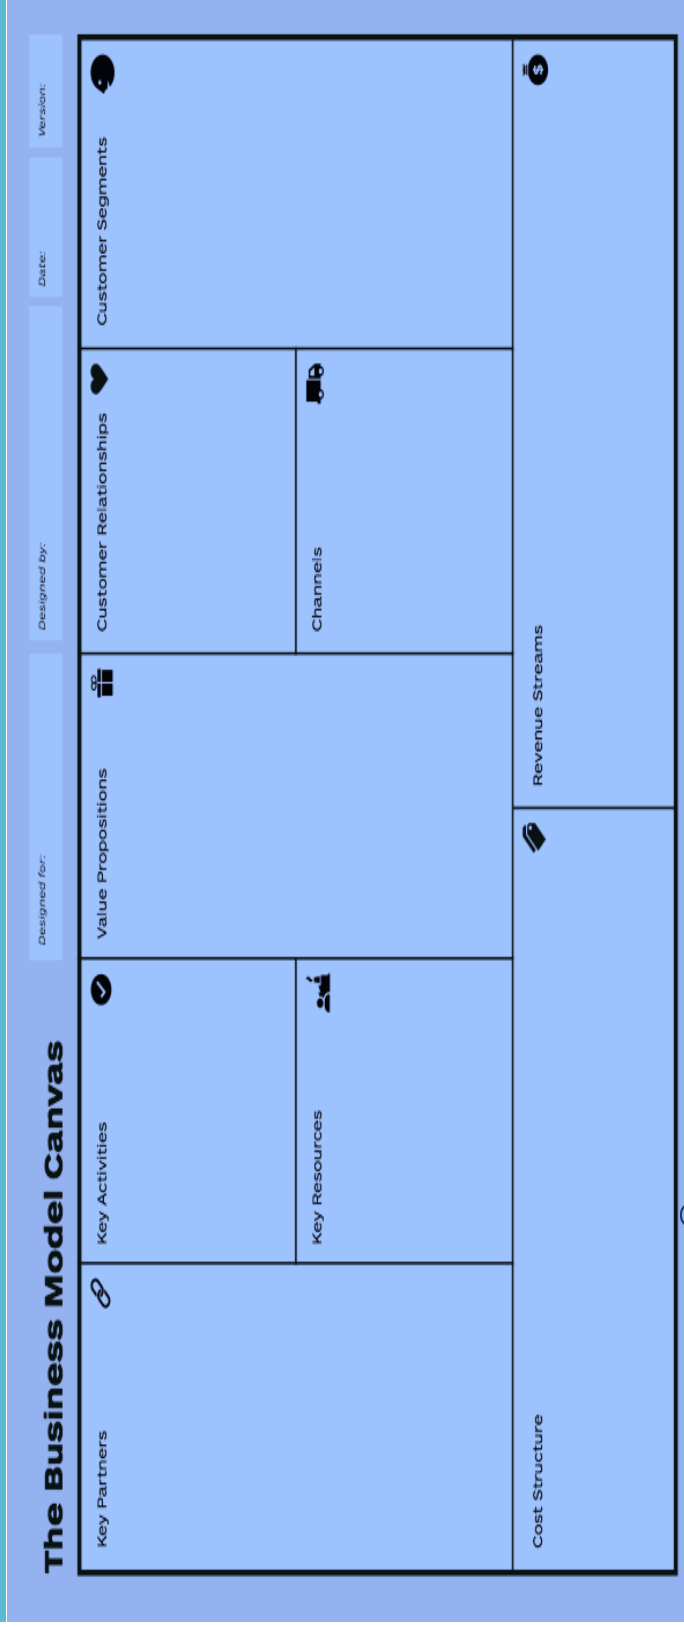 The Business Model Canvas
Designed for:
Designed by:
Date:
Version:
Key Partners
Key Activities
Key Resources
Value Propositions
Customer Relationships
Channels
Customer Segments
Cost Structure
Revenue Streams
$